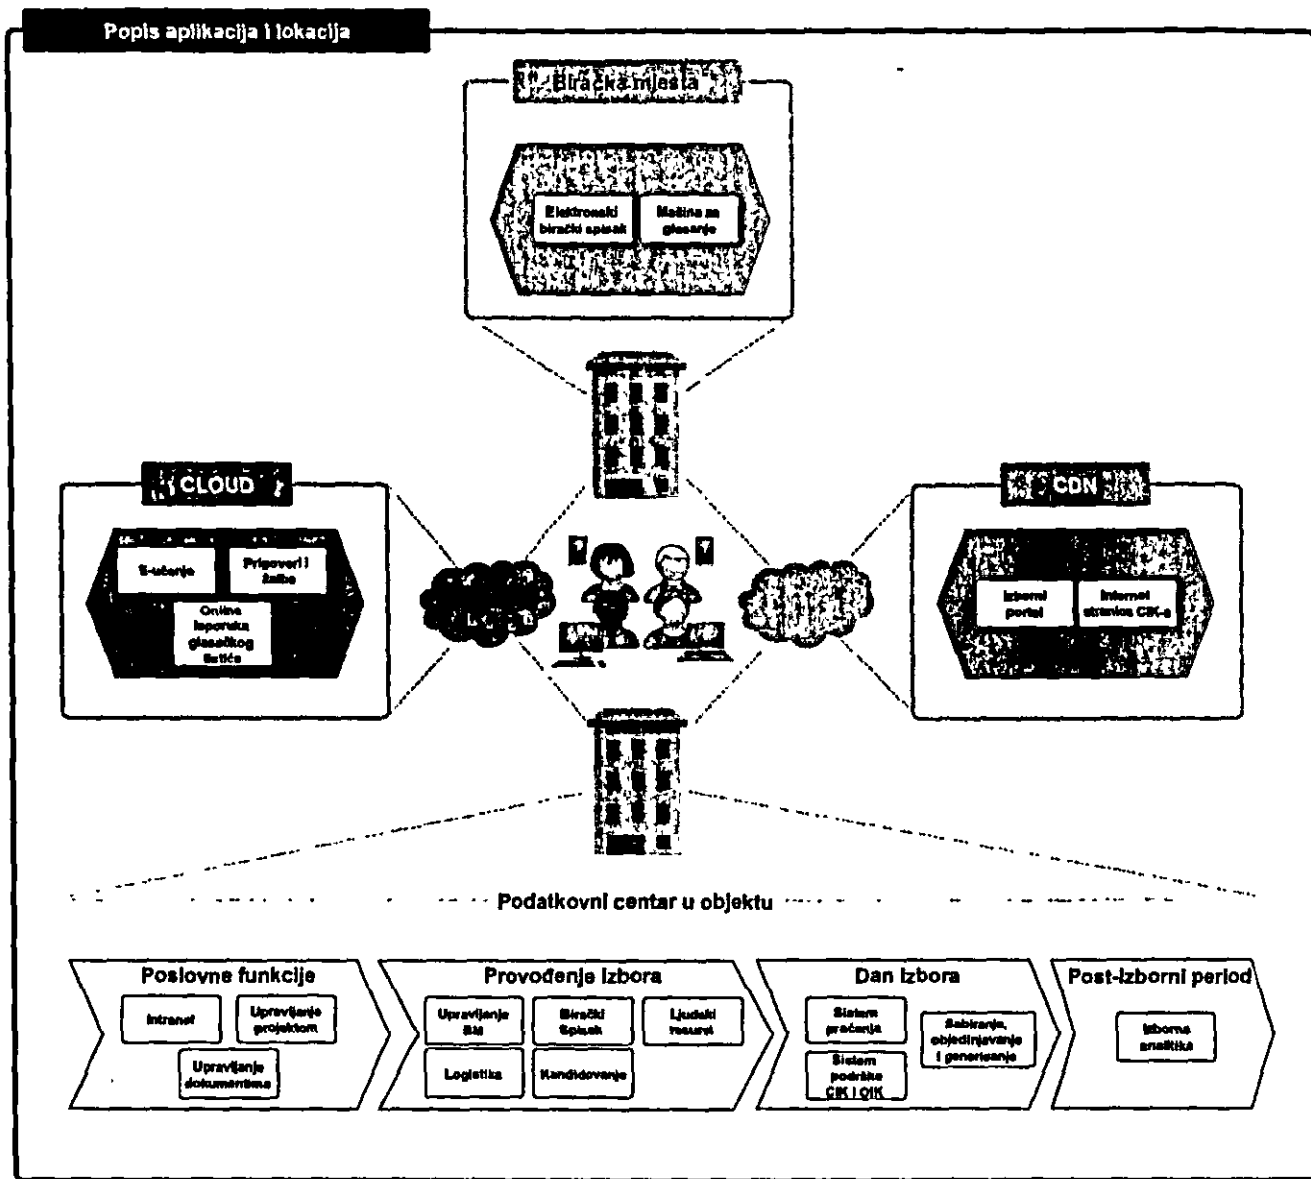 Popis aplikacija i lokacija
Biračka mjesta
Elektronski
birački spisak
Mašina za
glasanje
CLOUD
E-učenje
Prigovori i
žalbe
Online
isporuka
glasačkog
listića
CDN
Izborni
portal
Internet
stranica CIK-a
Podatkovni centar u objektu
Poslovne funkcije
Intranet
Upravljanje
projektom
Upravljanje
dokumentima
Provođenje izbora
Upravljanje
BM
Birački
Spisak
Ljudski
resursi
Logistika
Kandidovanje
Dan izbora
Sistem
praćenja
Sabiranje,
objedinjavanje
i generisanje
Sistem
podrške
CIK i OIK
Post-izborni period
Izborna
analitika